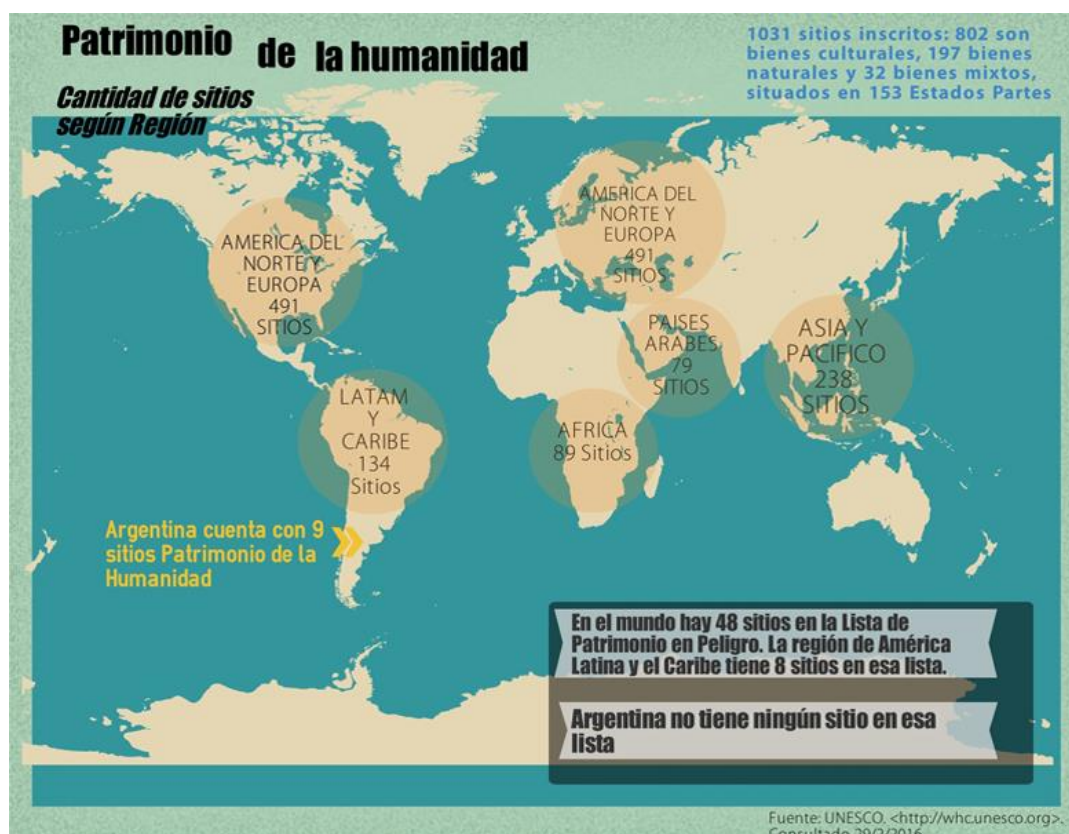 Patrimonio de la humanidad
Cantidad de sitios
según Región
1031 sitios inscritos: 802 son
bienes culturales, 197 bienes
naturales y 32 bienes mixtos,
situados en 153 Estados Partes
AMERICA DEL
NORTE Y
EUROPA
491
SITIOS
AMERICA DEL
NORTE Y
EUROPA
491
SITIOS
PAISES
ARABES
79
SITIOS
ASIA Y
PACIFICO
238
SITIOS
LATAM
Y
CARIBE
134
Sitios
AFRICA
89 Sitios
Argentina cuenta con 9
sitios Patrimonio de la
Humanidad
En el mundo hay 48 sitios en la Lista de
Patrimonio en Peligro. La región de América
Latina y el Caribe tiene 8 sitios en esa lista.
Argentina no tiene ningún sitio en esa
lista
Fuente: UNESCO, <http://whc.unesco.org>.
Consultado 29/2/2016